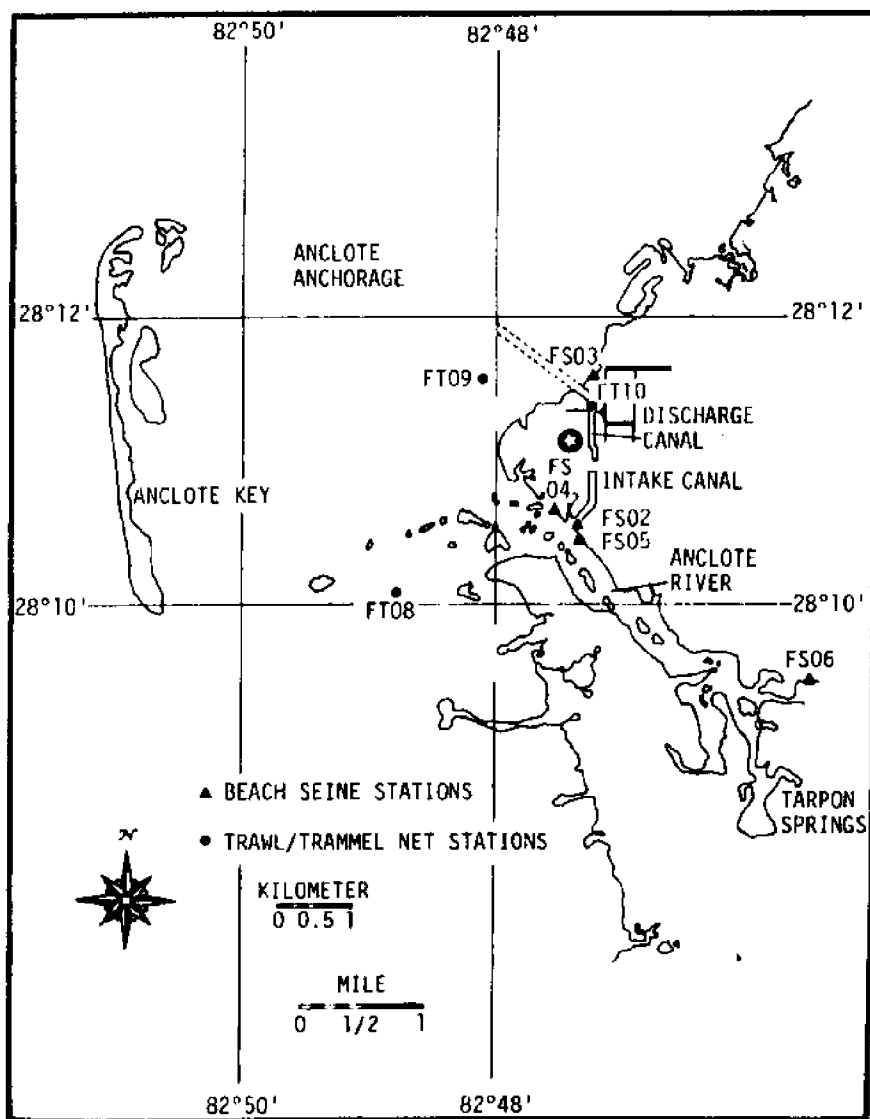 82°50'
82°48'
ANCLOTE
ANCHORAGE
28°12'
28°12'
FS03
FT09
FT10
DISCHARGE
CANAL
FS
04
INTAKE CANAL
ANCLOTE KEY
FS02
FS05
ANCLOTE
RIVER
28°10'
28°10'
FT08
FS06
▲ BEACH SEINE STATIONS
TARPON
SPRINGS
● TRAWL/TRAMMEL NET STATIONS
N
KILOMETER
0 0.5 1
MILE
0 1/2 1
82°50'
82°48'